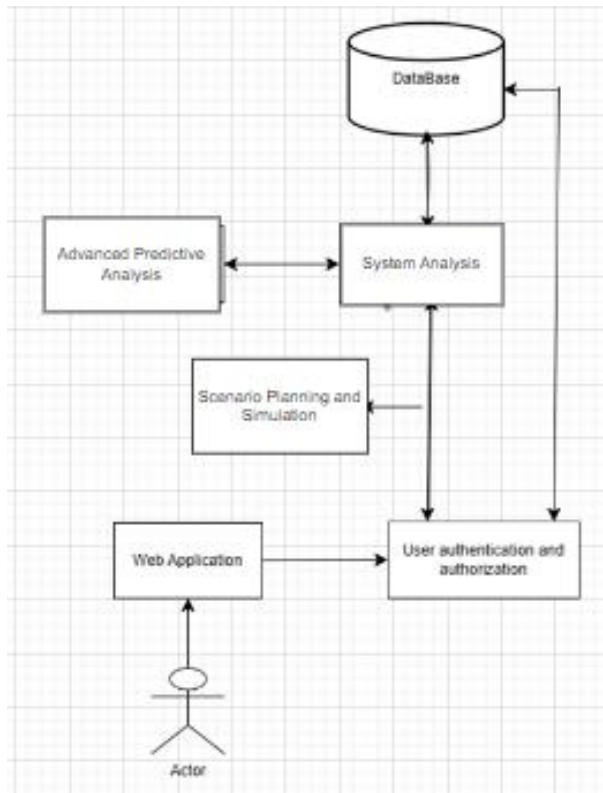 DataBase
Advanced Predictive
Analysis
System Analysis
Scenario Planning and
Simulation
Web Application
User authentication and
authorization
Actor